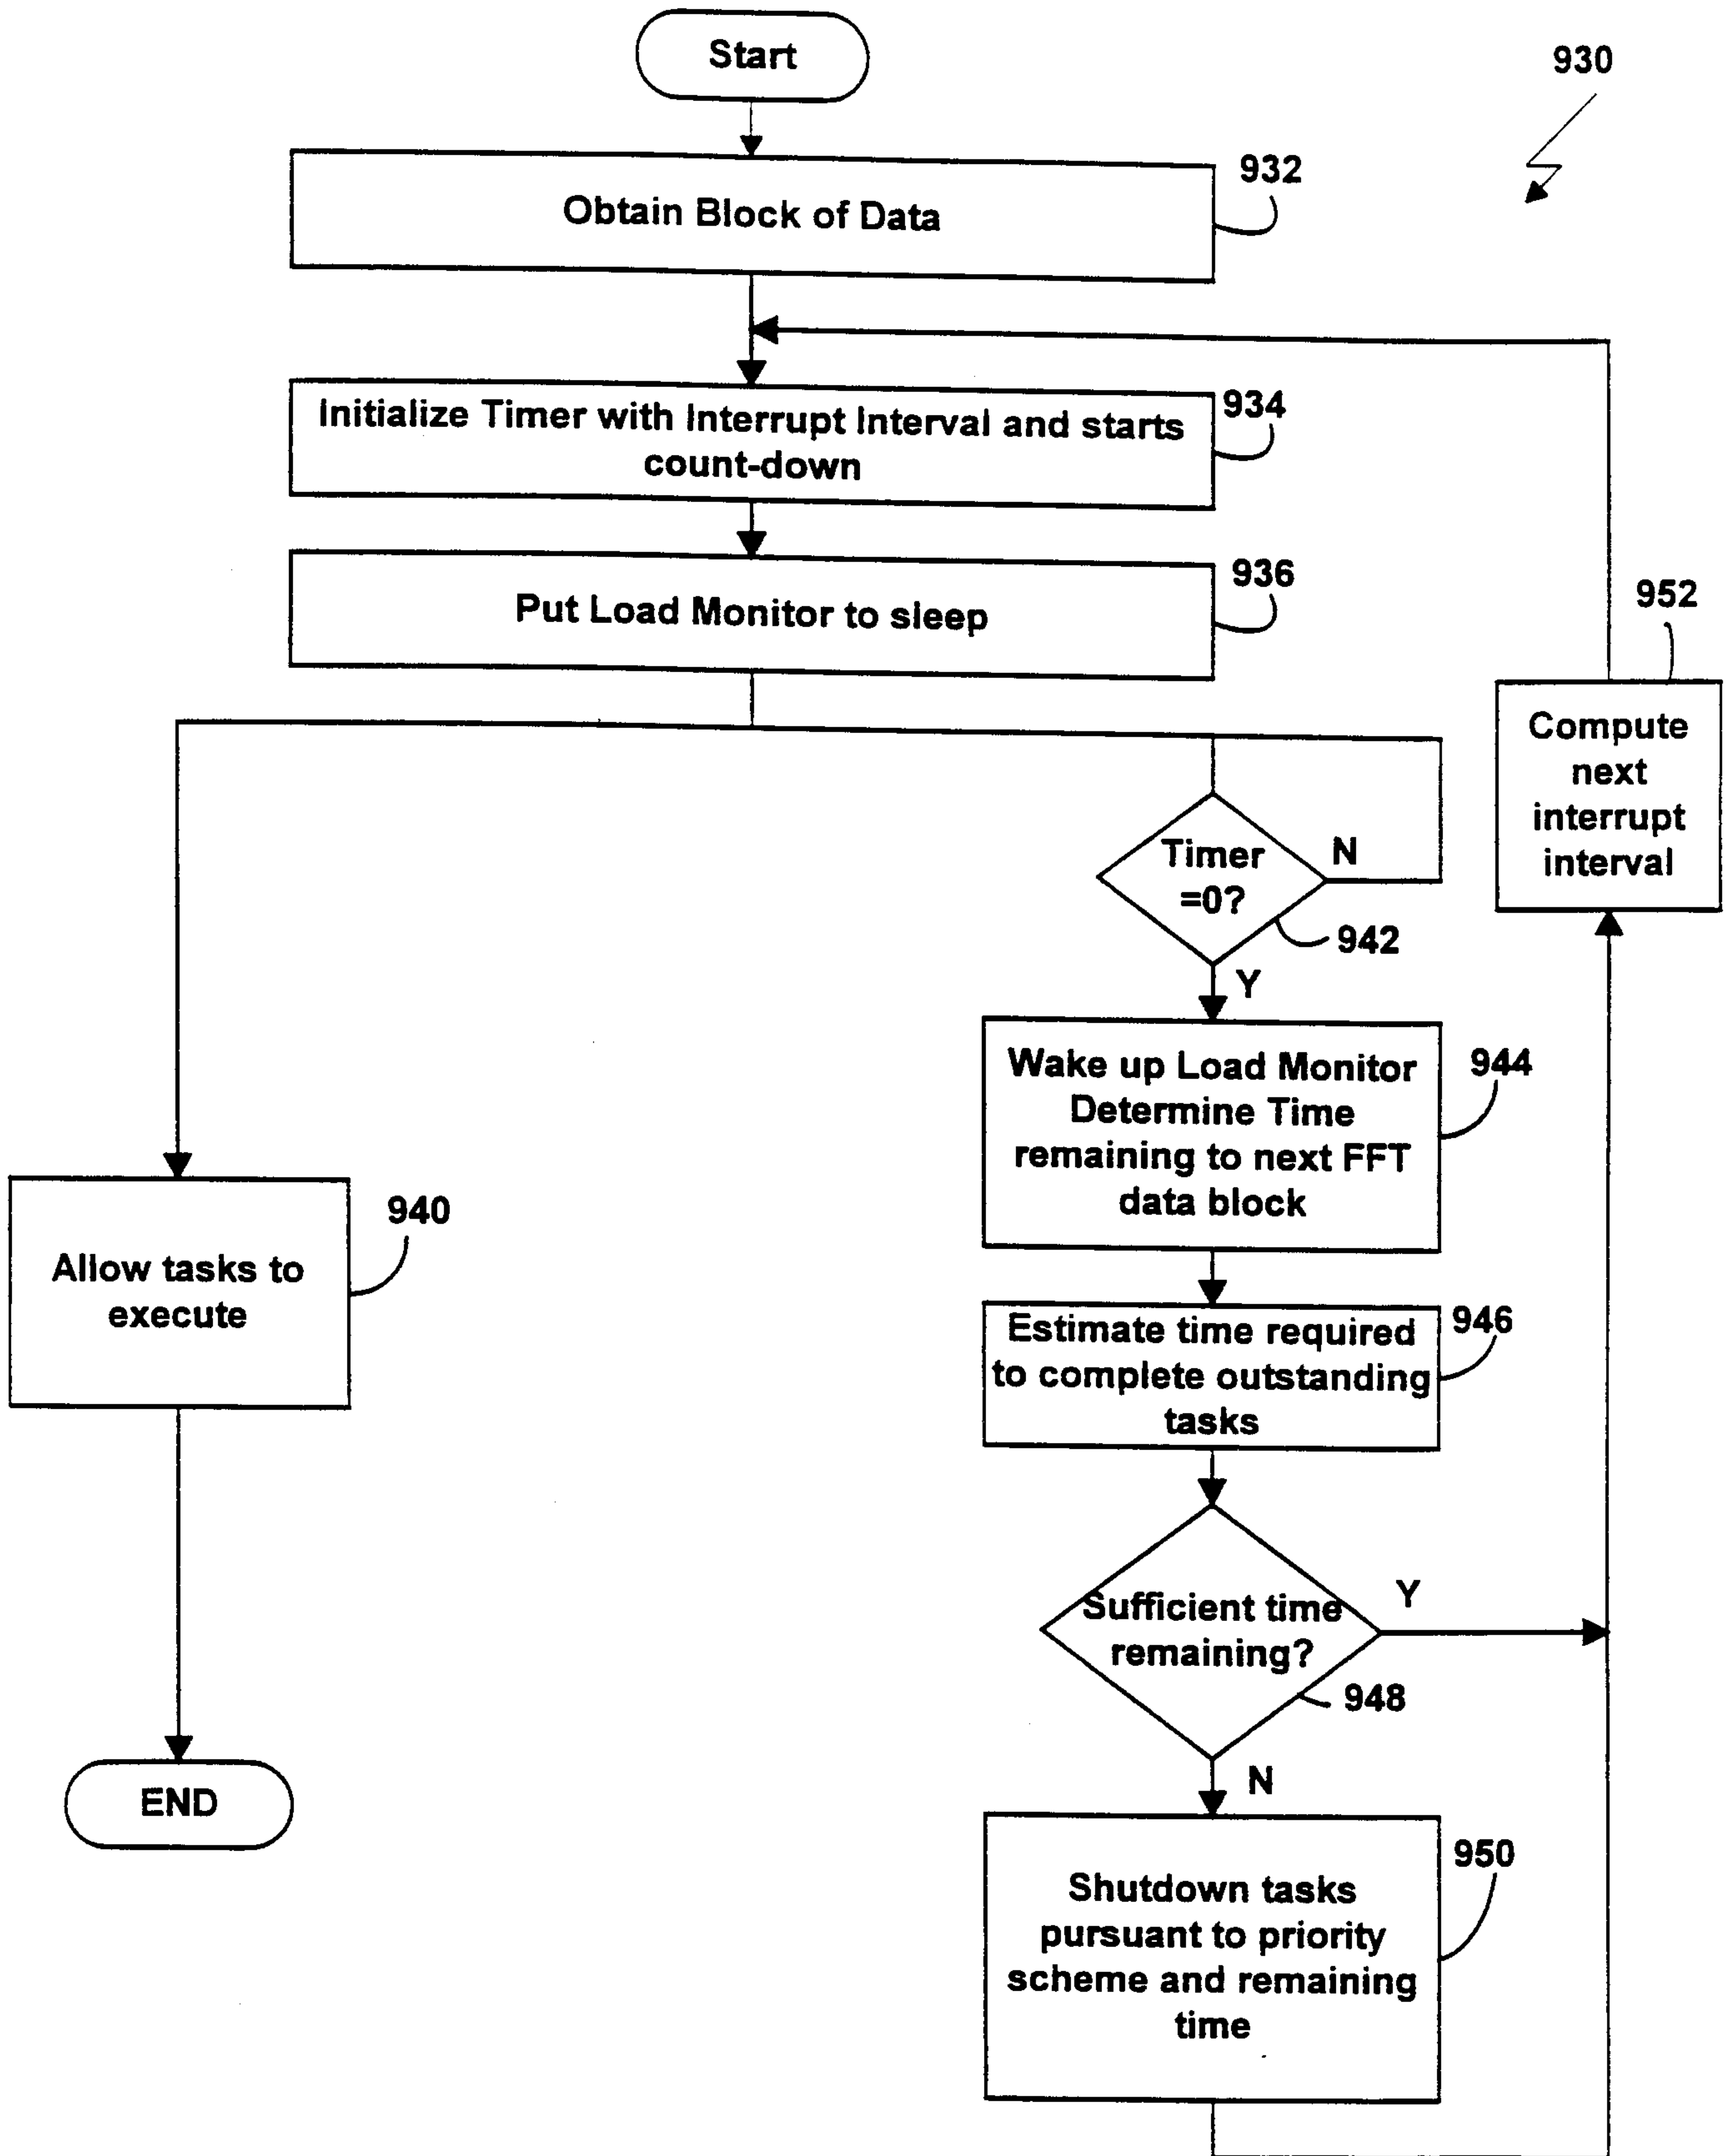 Start
930
932
Obtain Block of Data
Initialize Timer with Interrupt Interval and starts
count-down
934
Put Load Monitor to sleep
936
952
Compute
next
interrupt
interval
Timer
=0?
N
942
Y
Wake up Load Monitor
Determine Time
remaining to next FFT
data block
944
940
Allow tasks to
execute
Estimate time required
to complete outstanding
tasks
946
Sufficient time
remaining?
Y
948
N
END
Shutdown tasks
pursuant to priority
scheme and remaining
time
950